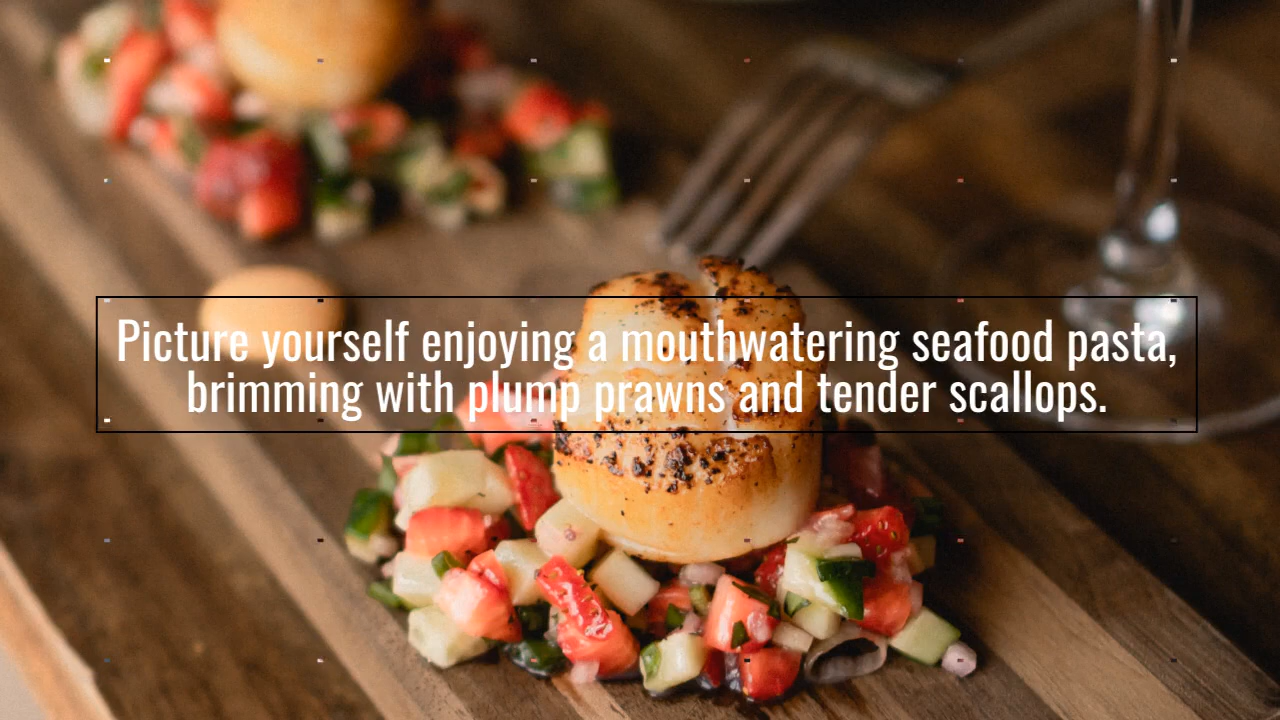 Picture yourself enjoying a mouthwatering seafood pasta,
brimming with plump prawns and tender scallops.